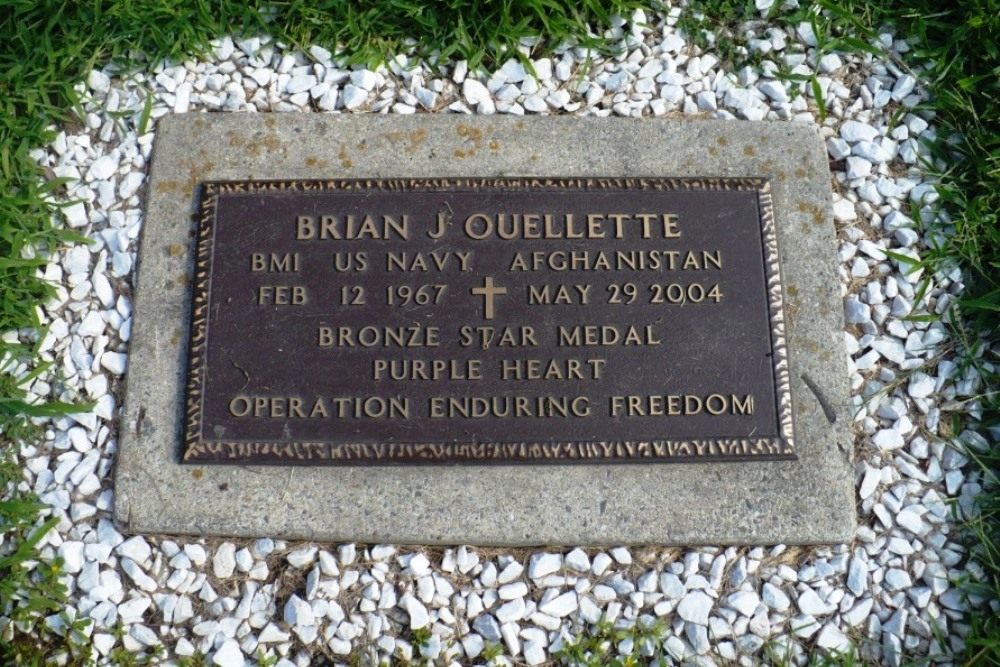 BRIAN J OUELLETTE
BM1 US NAVY AFGHANISTAN
FEB 12 1967 MAY 29 2004
BRONZE STAR MEDAL
PURPLE HEART
OPERATION ENDURING FREEDOM